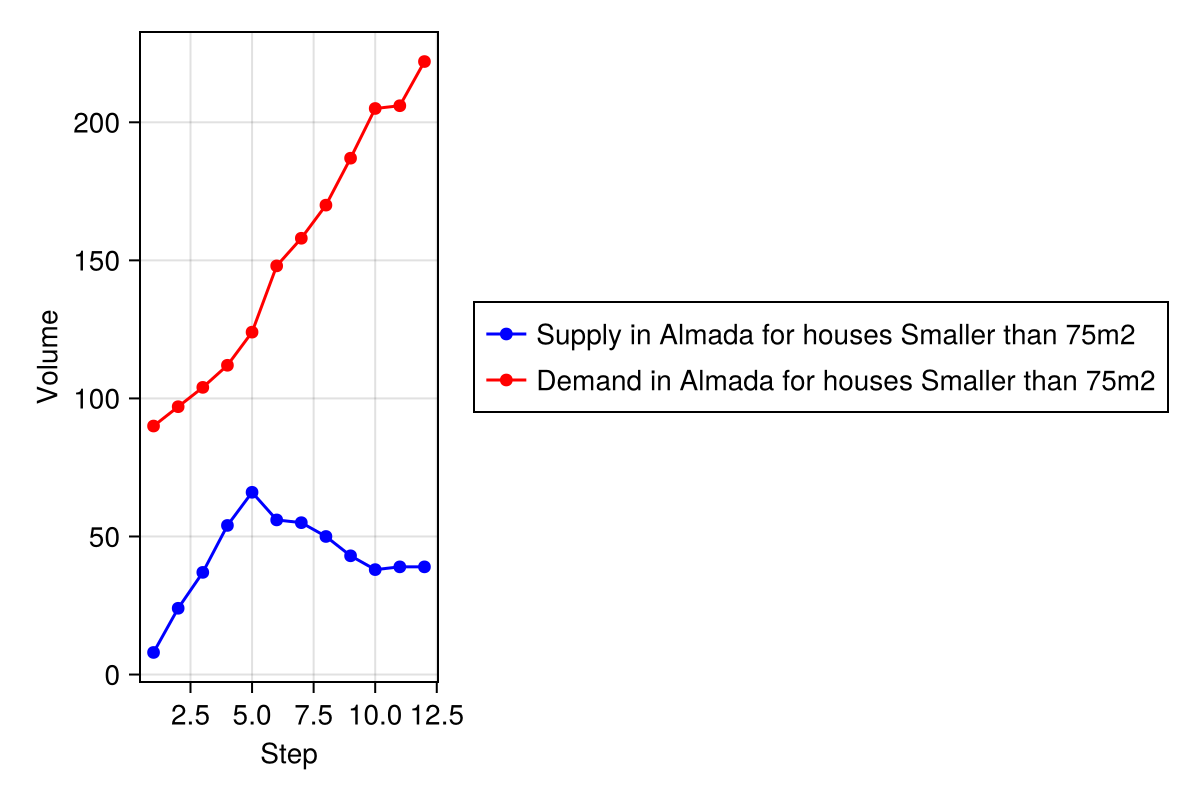 200
150
100
50
0
Volume
2.5 5.0 7.5 10.0 12.5
Step
Supply in Almada for houses Smaller than 75m2
Demand in Almada for houses Smaller than 75m2